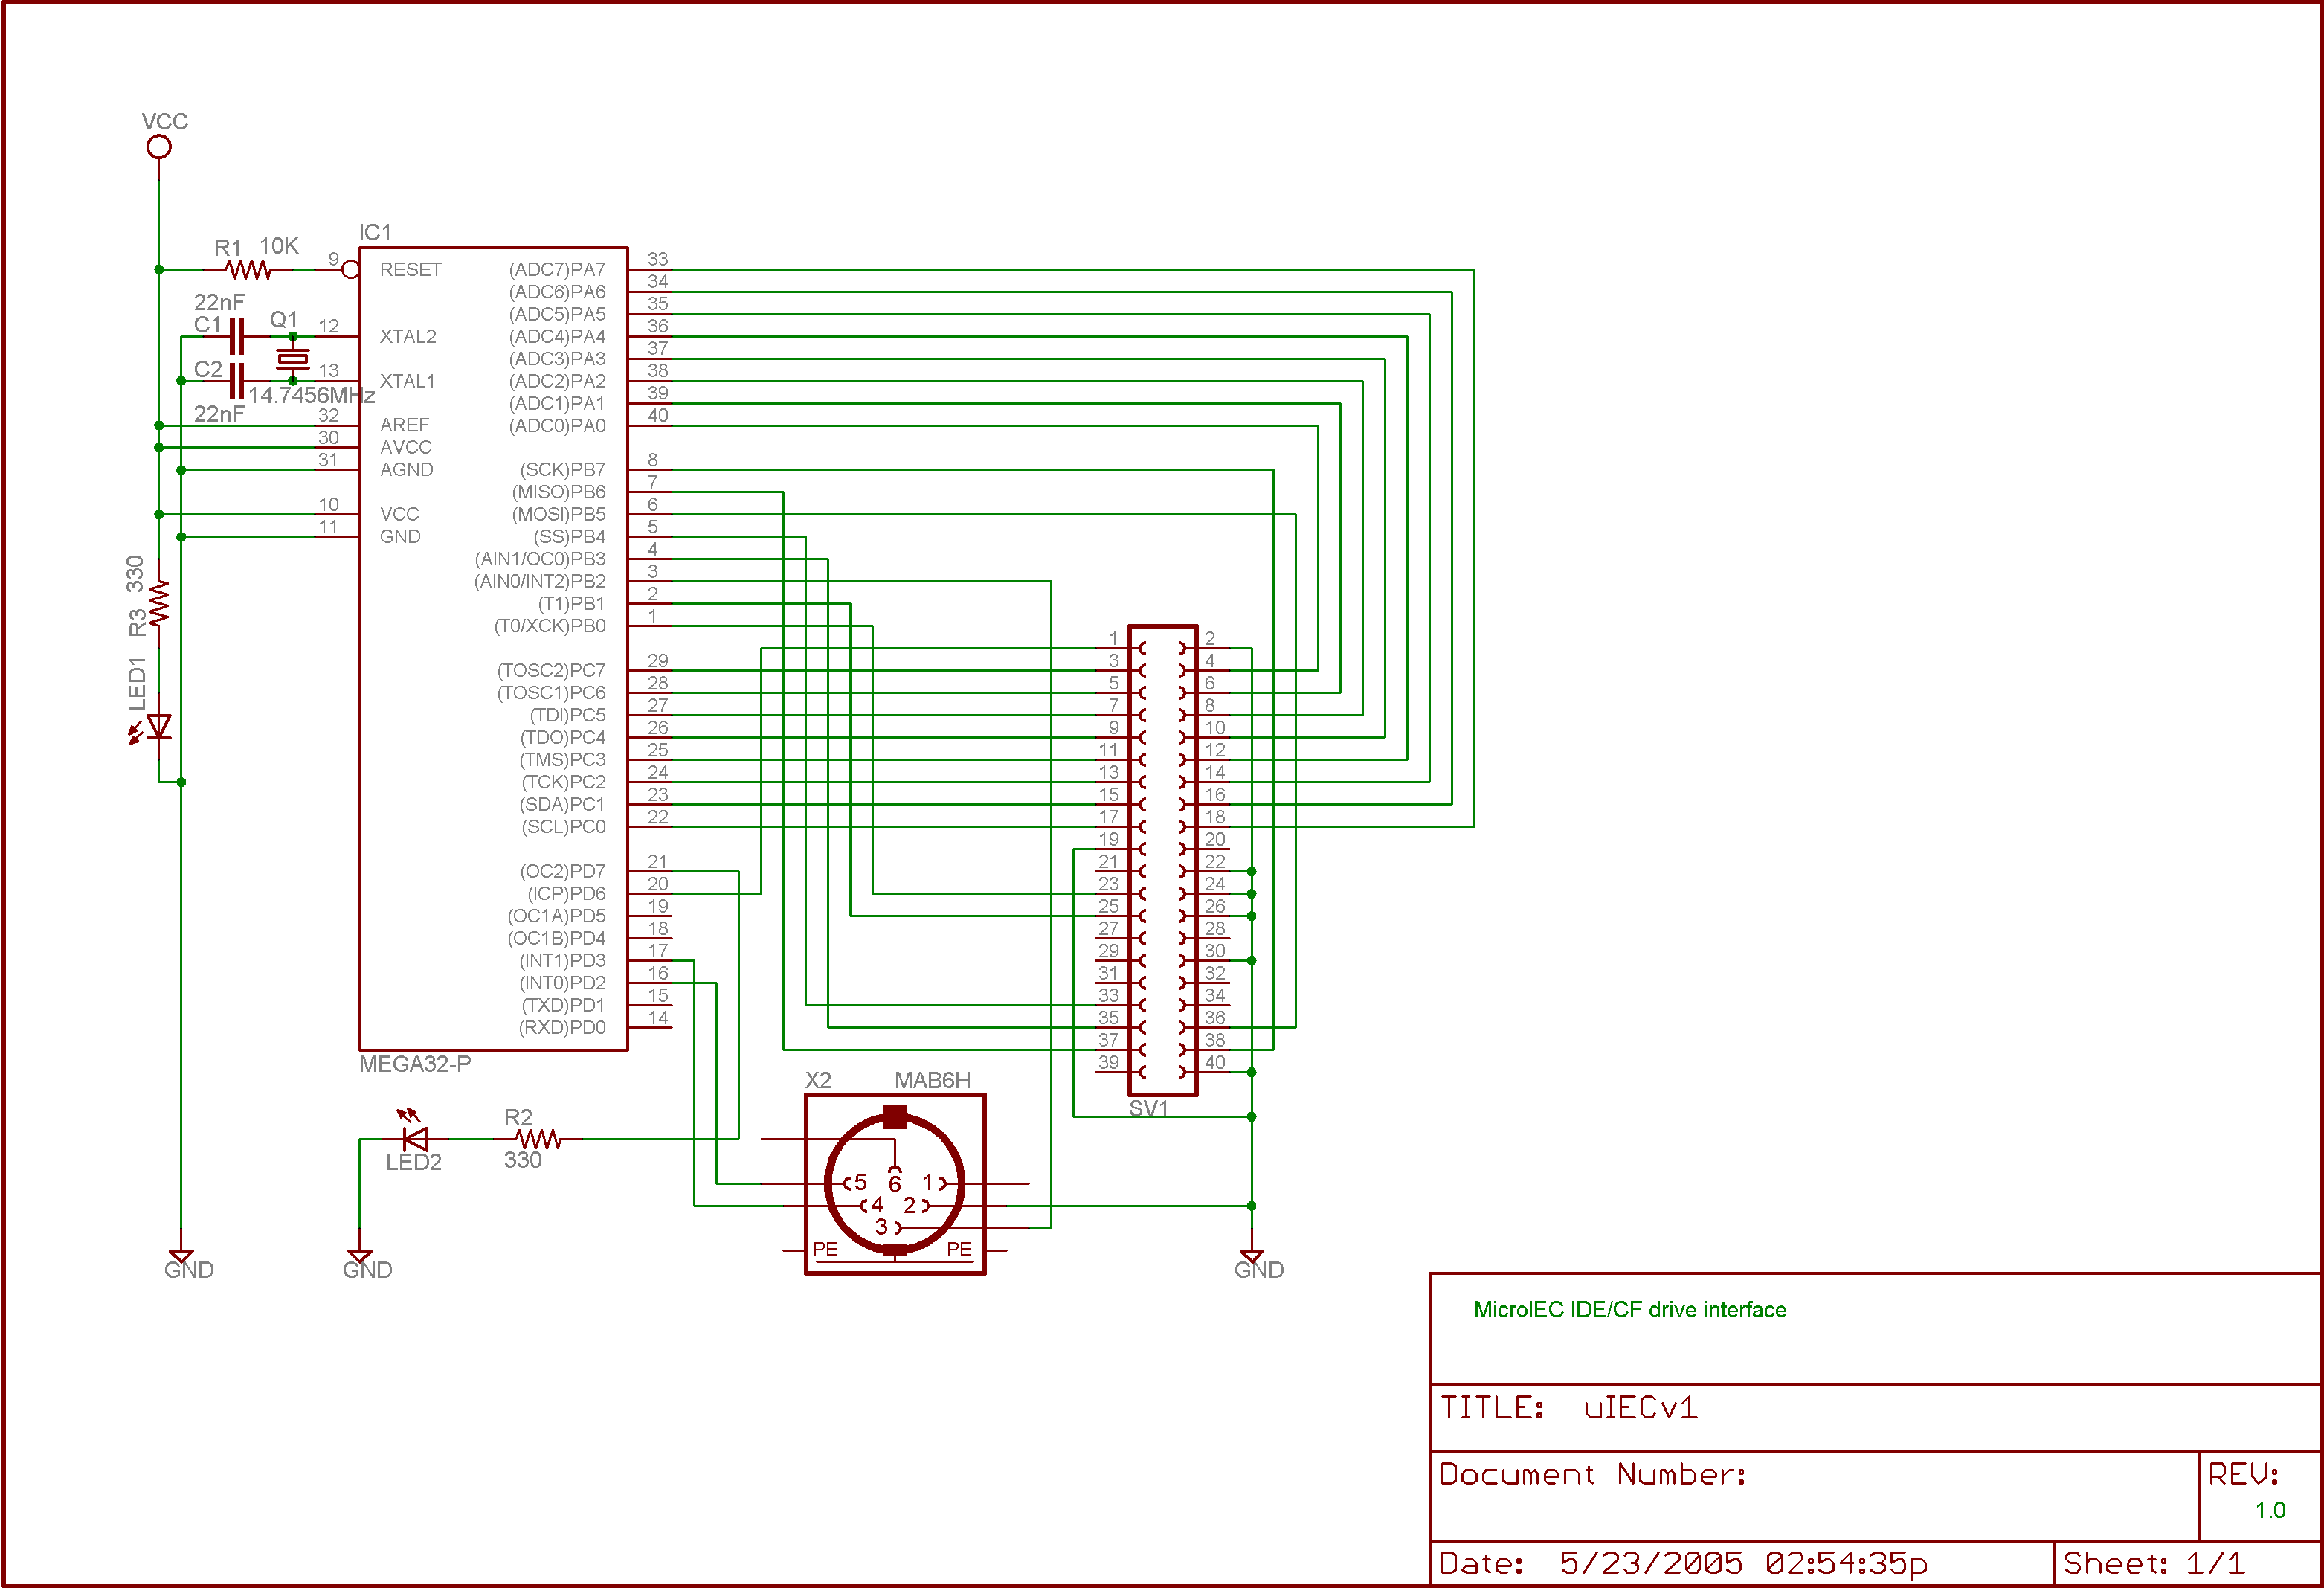 VCC
IC1
R1 10K
9 RESET
22nF
C1
Q1
12 XTAL2
C2
13 XTAL1
14.7456MHz
22nF
32 AREF
30 AVCC
31 AGND
10 VCC
11 GND
R3 330
LED1
(ADC7)PA7 33
(ADC6)PA6 34
(ADC5)PA5 35
(ADC4)PA4 36
(ADC3)PA3 37
(ADC2)PA2 38
(ADC1)PA1 39
(ADC0)PA0 40
(SCK)PB7 8
(MISO)PB6 7
(MOSI)PB5 6
(SS)PB4 5
(AIN1/OC0)PB3 4
(AIN0/INT2)PB2 3
(T1)PB1 2
(T0/XCK)PB0 1
(TOSC2)PC7 29
(TOSC1)PC6 28
(TDI)PC5 27
(TDO)PC4 26
(TMS)PC3 25
(TCK)PC2 24
(SDA)PC1 23
(SCL)PC0 22
(OC2)PD7 21
(ICP)PD6 20
(OC1A)PD5 19
(OC1B)PD4 18
(INT1)PD3 17
(INT0)PD2 16
(TXD)PD1 15
(RXD)PD0 14
MEGA32-P
1 2
3 4
5 6
7 8
9 10
11 12
13 14
15 16
17 18
19 20
21 22
23 24
25 26
27 28
29 30
31 32
33 34
35 36
37 38
39 40
SV1
X2 MAB6H
5 6 1
4 2
3
PE PE
R2
330
LED2
GND
GND
GND
MicroIEC IDE/CF drive interface
TITLE: uIECv1
Document Number:
REV:
1.0
Date: 5/23/2005 02:54:35p
Sheet: 1/1